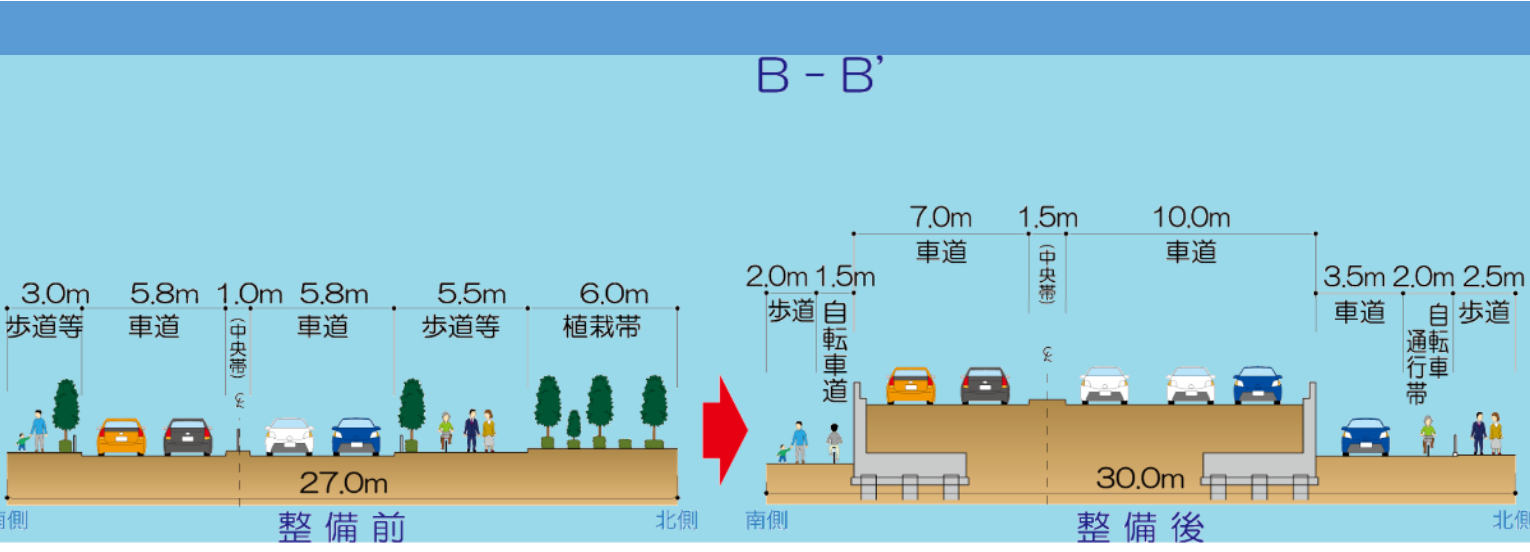 B - B’
3.0m 5.8m 1.0m 5.8m 5.5m 6.0m
歩道等 車道 (中央帯) 車道 歩道等 植栽帯
27.0m
側 整備前 北側
7.0m 1.5m 10.0m
車道 (中央帯) 車道
2.0m 1.5m 3.5m 2.0m 2.5m
歩道 自転車道 車道 自転車通行帯 歩道
30.0m
南側 整備後 北側